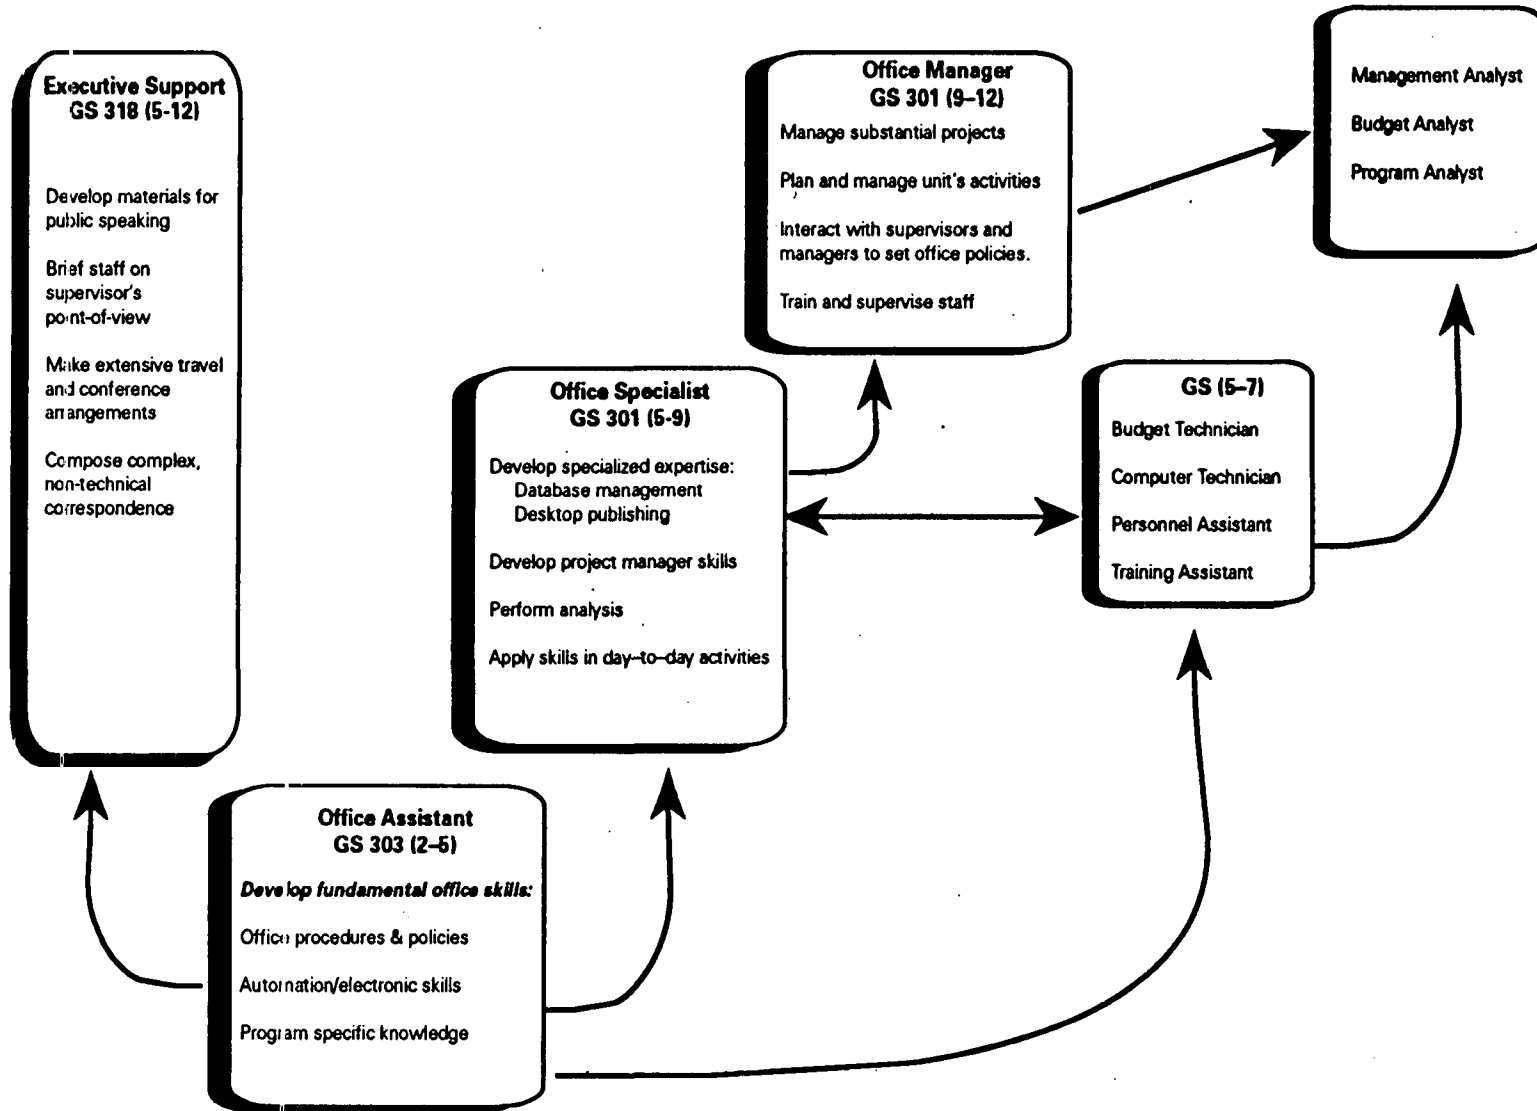 Executive Support
GS 318 (5-12)
Develop materials for
public speaking
Brief staff on
supervisor's
point-of-view
Make extensive travel
and conference
arrangements
Compose complex,
non-technical
correspondence
Office Assistant
GS 303 (2–5)
Develop fundamental office skills:
Office procedures & policies
Automation/electronic skills
Program specific knowledge
Office Specialist
GS 301 (5-9)
Develop specialized expertise:
Database management
Desktop publishing
Develop project manager skills
Perform analysis
Apply skills in day–to–day activities
Office Manager
GS 301 (9–12)
Manage substantial projects
Plan and manage unit's activities
Interact with supervisors and
managers to set office policies.
Train and supervise staff
GS (5–7)
Budget Technician
Computer Technician
Personnel Assistant
Training Assistant
Management Analyst
Budget Analyst
Program Analyst